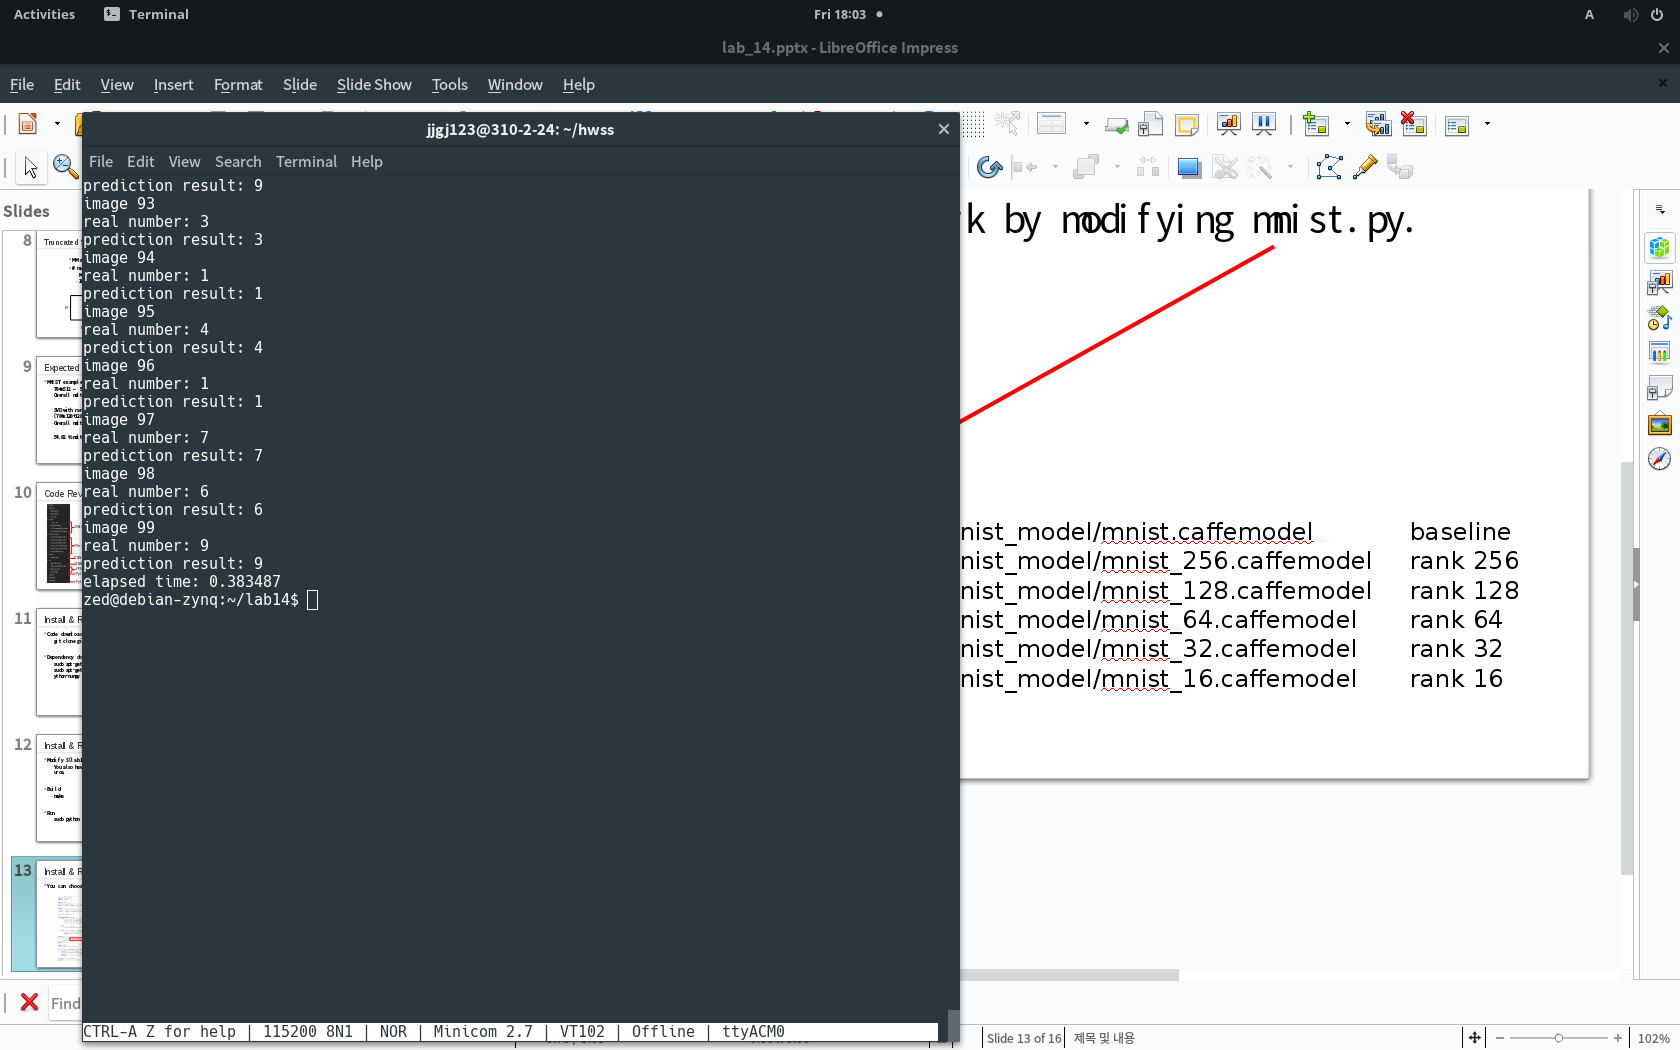 Activities
Terminal
Fri 18:03
A
lab_14.pptx - LibreOffice Impress
File Edit View Insert Format Slide Slide Show Tools Window Help
jjgj123@310-2-24: ~/hwss
File Edit View Search Terminal Help
prediction result: 9
image 93
real number: 3
prediction result: 3
image 94
real number: 1
prediction result: 1
image 95
real number: 4
prediction result: 4
image 96
real number: 1
prediction result: 1
image 97
real number: 7
prediction result: 7
image 98
real number: 6
prediction result: 6
image 99
real number: 9
prediction result: 9
elapsed time: 0.383487
zed@debian-zynq:~/lab14$
CTRL-A Z for help | 115200 8N1 | NOR | Minicom 2.7 | VT102 | Offline | ttyACM0
Slides
8
Truncated
9
Expected
10
Code Rev
11
Install & R
12
Install & R
Build
make
Run
sudo python
13
Install & R
You can choos
k by modifying mnist.py.
nist_model/mnist.caffemodel baseline
nist_model/mnist_256.caffemodel rank 256
nist_model/mnist_128.caffemodel rank 128
nist_model/mnist_64.caffemodel rank 64
nist_model/mnist_32.caffemodel rank 32
nist_model/mnist_16.caffemodel rank 16
Find
Slide 13 of 16
제목 및 내용
102%